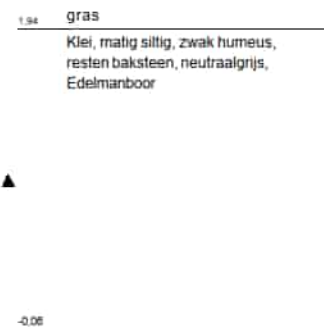 1.94 gras
Klei, matig siltig, zwak humeus,
resten baksteen, neutraalgrijs,
Edelmanboor
-0.06